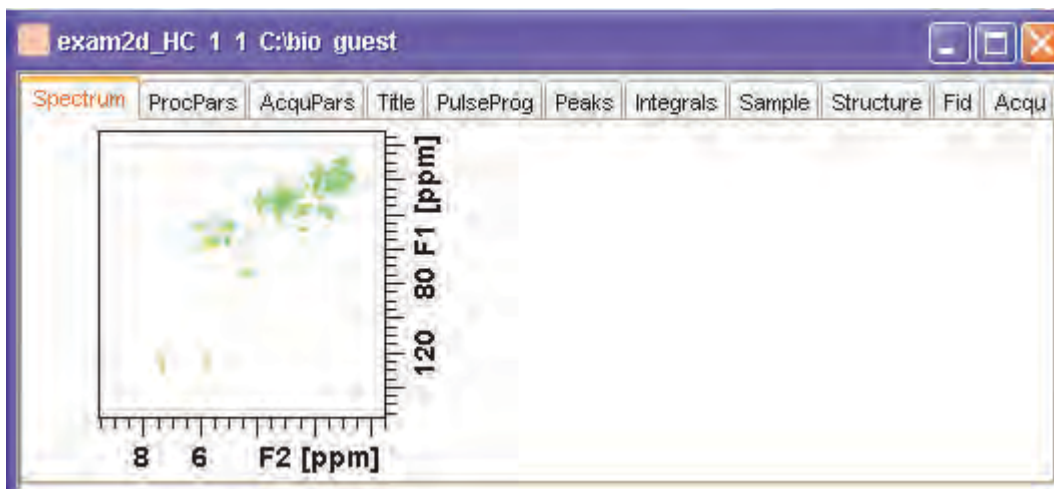 exam2d_HC 1 1 C:\bio guest
Spectrum ProcPars AcquPars Title PulseProg Peaks Integrals Sample Structure Fid Acqu
F1 [ppm]
80
120
8 6 F2 [ppm]